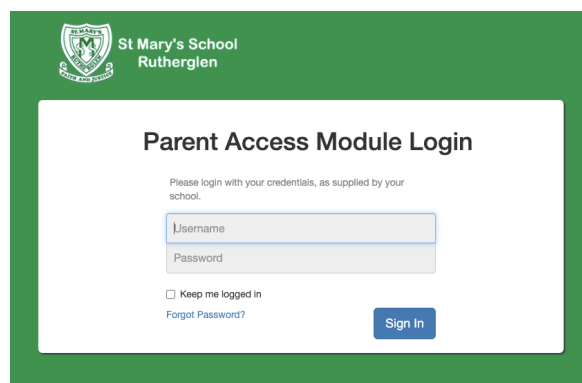 St Mary's School
Rutherglen
Parent Access Module Login
Please login with your credentials, as supplied by your
school.
Username
Password
Keep me logged in
Forgot Password?
Sign In